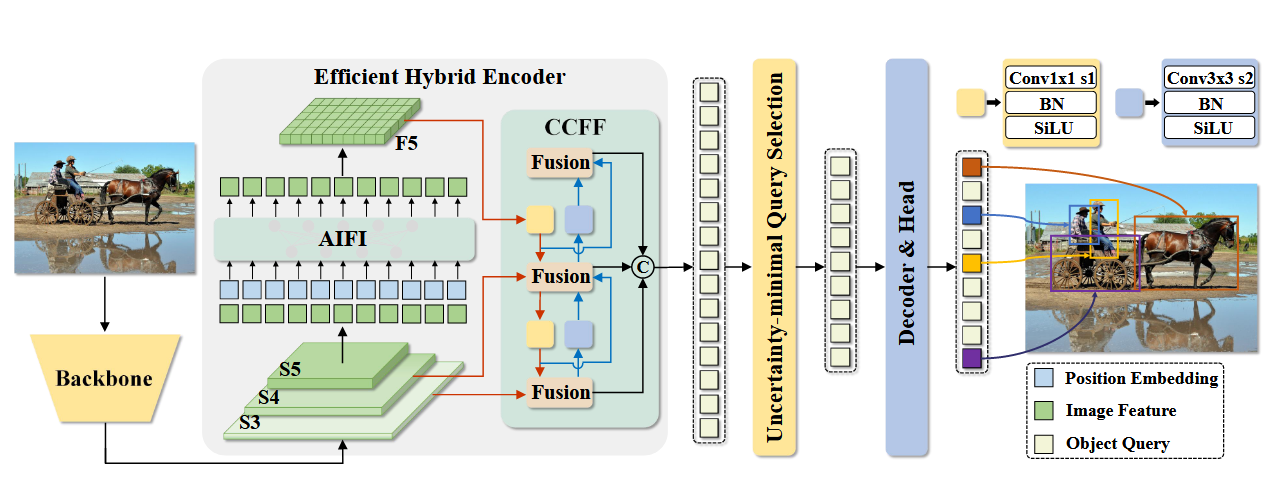 Efficient Hybrid Encoder
F5
CCFF
Fusion
AIFI
Fusion
Fusion
C
S5
S4
S3
Backbone
Uncertainty-minimal Query Selection
Decoder & Head
Conv1x1 s1
BN
SiLU
Conv3x3 s2
BN
SiLU
Position Embedding
Image Feature
Object Query